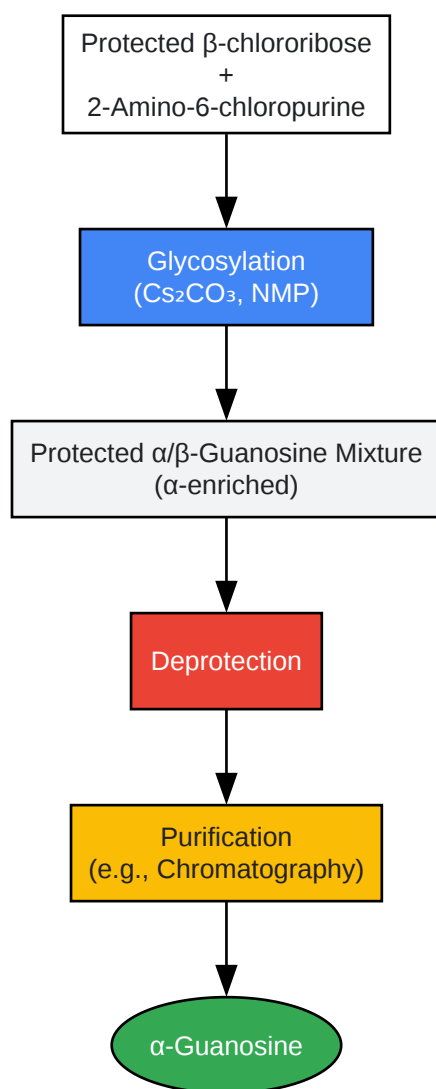 Protected β-chlororibose
+
2-Amino-6-chloropurine
Glycosylation
(Cs₂CO₃, NMP)
Protected α/β-Guanosine Mixture
(α-enriched)
Deprotection
Purification
(e.g., Chromatography)
α-Guanosine